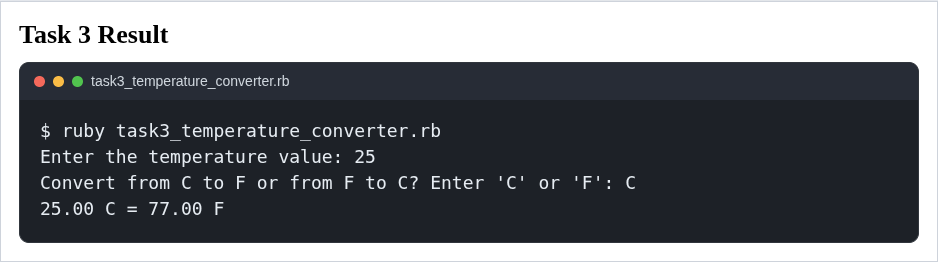 Task 3 Result
task3_temperature_converter.rb
$ ruby task3_temperature_converter.rb
Enter the temperature value: 25
Convert from C to F or from F to C? Enter 'C' or 'F': C
25.00 C = 77.00 F